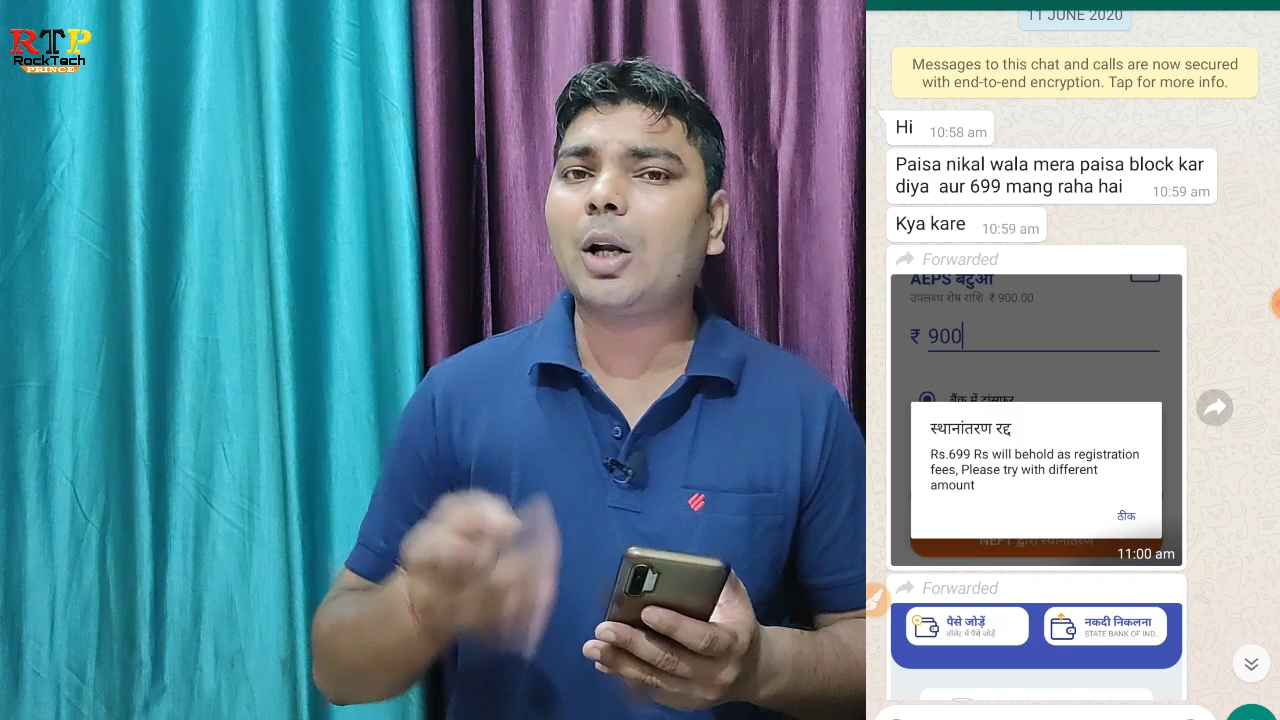 RTP
RockTech
PRINCE
11 JUNE 2020
Messages to this chat and calls are now secured
with end-to-end encryption. Tap for more info.
Hi 10:58 am
Paisa nikal wala mera paisa block kar
diya aur 699 mang raha hai 10:59 am
Kya kare 10:59 am
Forwarded
AEPS बटुआ
उपलब्ध शेष राशि ₹ 900.00
₹ 900
बैंक में ट्रांसफर
स्थानांतरण रद्द
Rs.699 Rs will behold as registration
fees, Please try with different
amount
ठीक
NEFT द्वारा स्थानांतरण
11:00 am
Forwarded
पैसे जोड़ें
वॉलेट में पैसे जोड़ें
नकदी निकलना
STATE BANK OF IND...